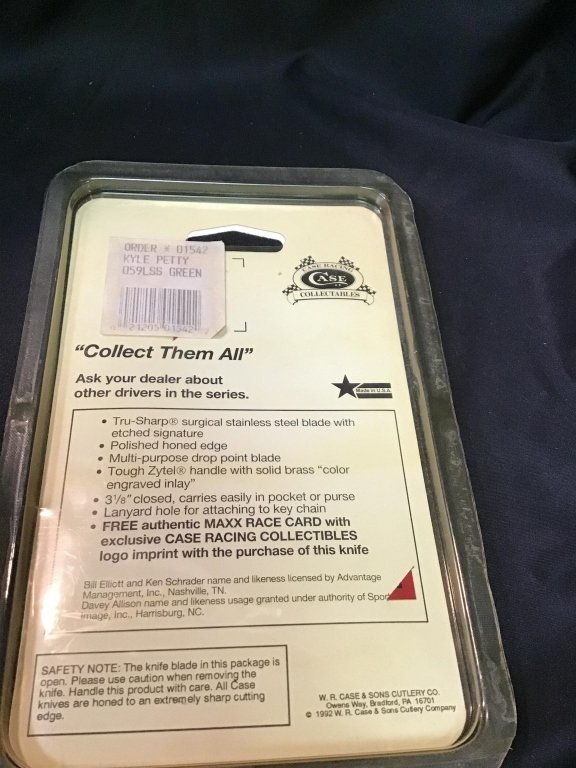 ORDER # 01542
KYLE PETTY
059LSS GREEN
CASE RACING
CASE
COLLECTABLES
"Collect Them All"
Ask your dealer about
other drivers in the series.
Made in U.S.A.
• Tru-Sharp® surgical stainless steel blade with
etched signature
• Polished honed edge
• Multi-purpose drop point blade
• Tough Zytel® handle with solid brass "color
engraved inlay"
• 3 1/8" closed, carries easily in pocket or purse
• Lanyard hole for attaching to key chain
• FREE authentic MAXX RACE CARD with
exclusive CASE RACING COLLECTIBLES
logo imprint with the purchase of this knife
Bill Elliott and Ken Schrader name and likeness licensed by Advantage
Management, Inc., Nashville, TN.
Davey Allison name and likeness usage granted under authority of Sport
Image, Inc., Harrisburg, NC.
SAFETY NOTE: The knife blade in this package is
open. Please use caution when removing the
knife. Handle this product with care. All Case
knives are honed to an extremely sharp cutting
edge.
W. R. CASE & SONS CUTLERY CO.
Owens Way, Bradford, PA 16701
© 1992 W. R. Case & Sons Cutlery Company